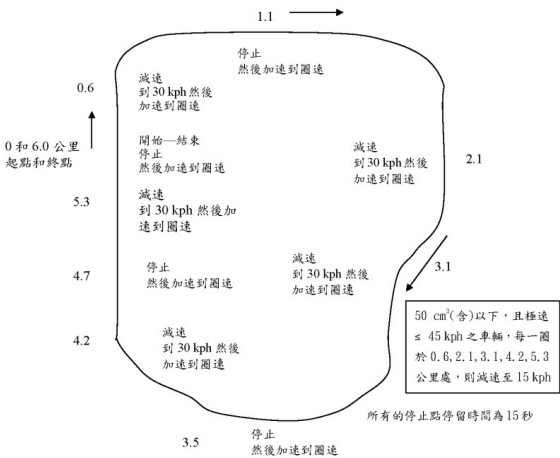 1.1
停止
然後加速到圈速
0.6
減速
到 30 kph 然後
加速到圈速
0 和 6.0 公里
起點和終點
開始—結束
停止
然後加速到圈速
減速
到 30 kph 然後
加速到圈速
2.1
5.3
減速
到 30 kph 然後加
速到圈速
4.7
停止
然後加速到圈速
減速
到 30 kph 然後
加速到圈速
3.1
4.2
減速
到 30 kph 然後
加速到圈速
50 cm³(含)以下，且極速
≤ 45 kph 之車輛，每一圈
於 0.6,2.1,3.1,4.2,5.3
公里處，則減速至 15 kph
所有的停止點停留時間為 15 秒
3.5
停止
然後加速到圈速